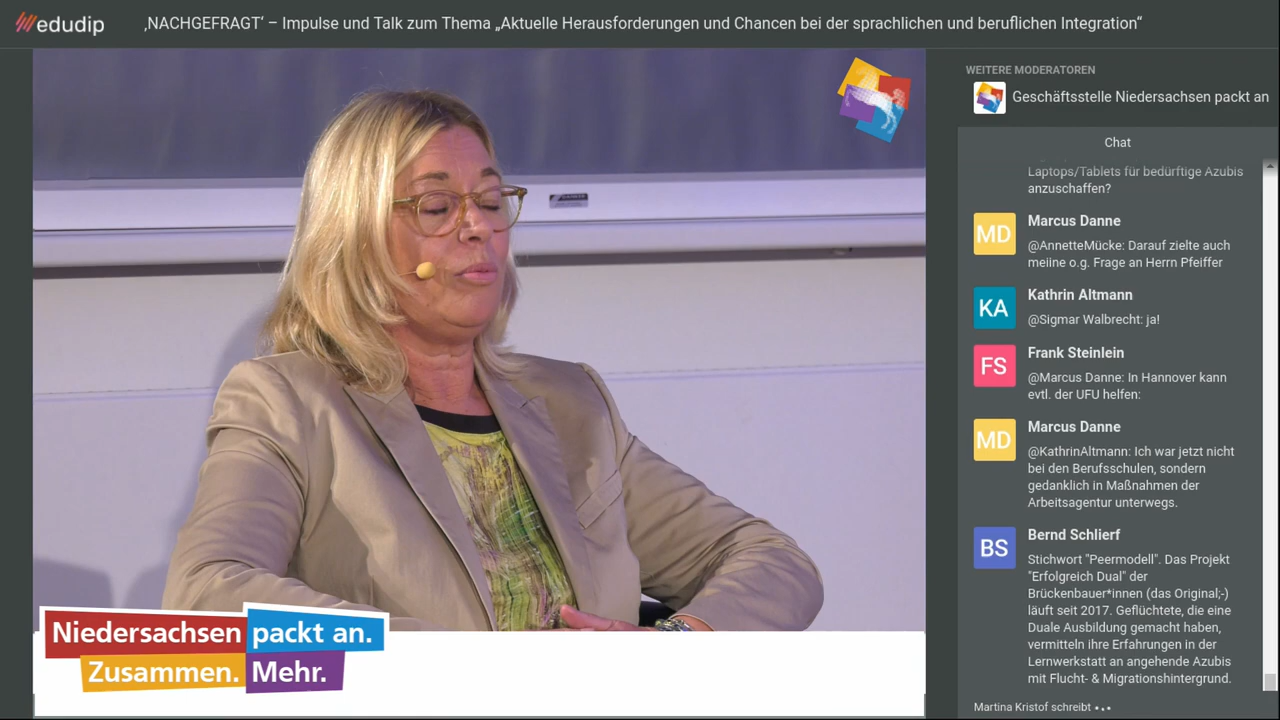 edudip
‚NACHGEFRAGT‘ – Impulse und Talk zum Thema „Aktuelle Herausforderungen und Chancen bei der sprachlichen und beruflichen Integration“
WEITERE MODERATOREN
Geschäftsstelle Niedersachsen packt an
Chat
Laptops/Tablets für bedürftige Azubis
anzuschaffen?
MD
Marcus Danne
@AnnetteMücke: Darauf zielte auch
meiine o.g. Frage an Herrn Pfeiffer
KA
Kathrin Altmann
@Sigmar Walbrecht: ja!
FS
Frank Steinlein
@Marcus Danne: In Hannover kann
evtl. der UFU helfen:
MD
Marcus Danne
@KathrinAltmann: Ich war jetzt nicht
bei den Berufsschulen, sondern
gedanklich in Maßnahmen der
Arbeitsagentur unterwegs.
BS
Bernd Schlierf
Stichwort "Peermodell". Das Projekt
"Erfolgreich Dual" der
Brückenbauer*innen (das Original;-)
läuft seit 2017. Geflüchtete, die eine
Duale Ausbildung gemacht haben,
vermitteln ihre Erfahrungen in der
Lernwerkstatt an angehende Azubis
mit Flucht- & Migrationshintergrund.
Martina Kristof schreibt
Niedersachsen packt an.
Zusammen. Mehr.